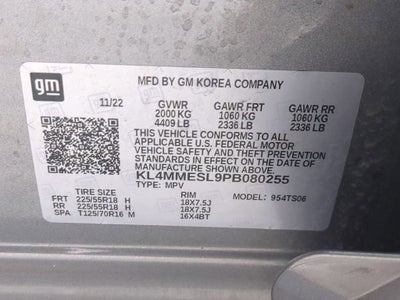 gm
MFD BY GM KOREA COMPANY
11/22 GVWR GAWR FRT GAWR RR
2000 KG 1060 KG 1060 KG
4409 LB 2336 LB 2336 LB
THIS VEHICLE CONFORMS TO ALL
APPLICABLE U.S. FEDERAL MOTOR
VEHICLE SAFETY AND THEFT
PREVENTION STANDARDS IN EFFECT
ON THE DATE OF MANUFACTURE
SHOWN ABOVE.
KL4MMESL9PB080255
TYPE: MPV MODEL: 954TS06
TIRE SIZE RIM
FRT 225/55R18 H 18X7.5J
RR 225/55R18 H 18X7.5J
SPA T125/70R16 M 16X4BT